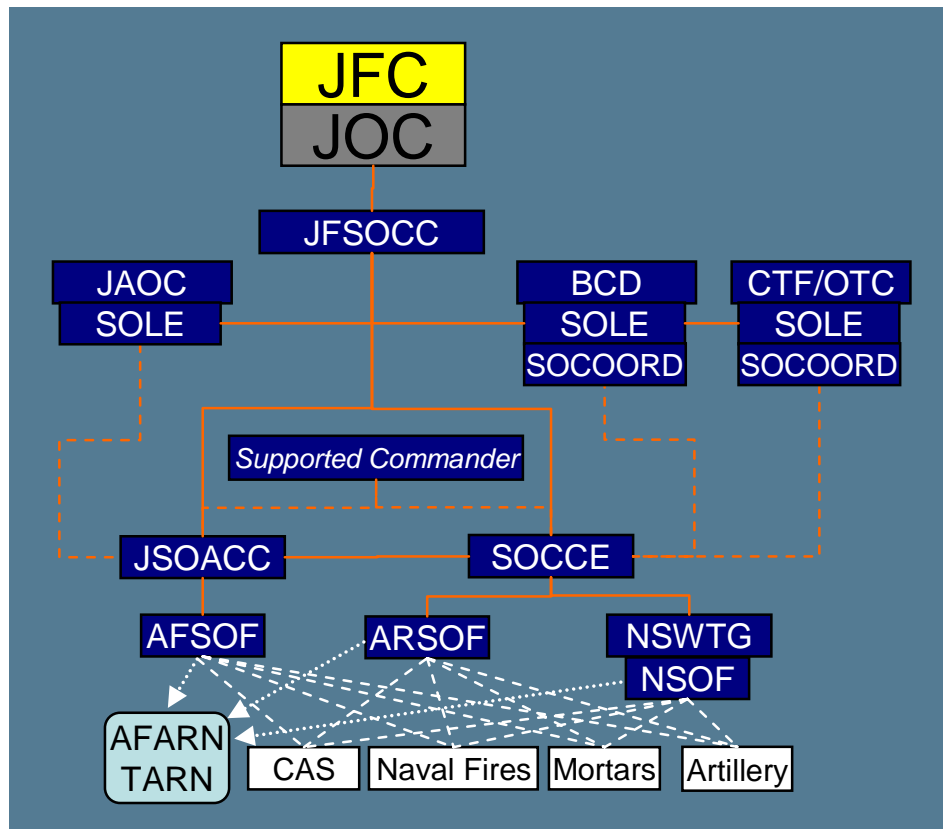 JFC
JOC
JFSOCC
JAOC
SOLE
BCD
SOLE
SOCOORD
CTF/OTC
SOLE
SOCOORD
Supported Commander
JSOACC
SOCCE
AFSOF
ARSOF
NSWTG
NSOF
AFARN
TARN
CAS
Naval Fires
Mortars
Artillery